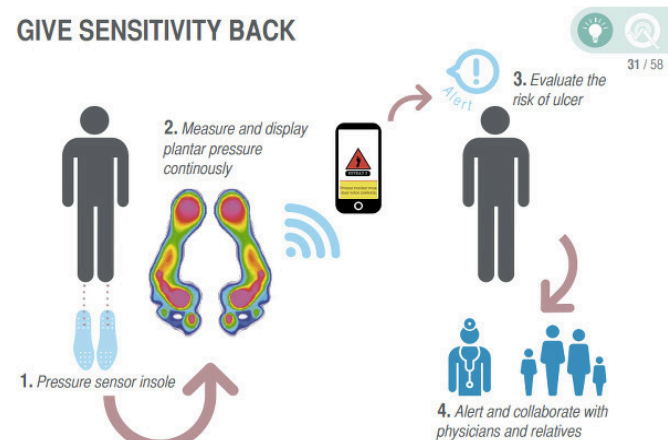 GIVE SENSITIVITY BACK
31 / 58
1. Pressure sensor insole
2. Measure and display
plantar pressure
continously
Alert
3. Evaluate the
risk of ulcer
4. Alert and collaborate with
physicians and relatives